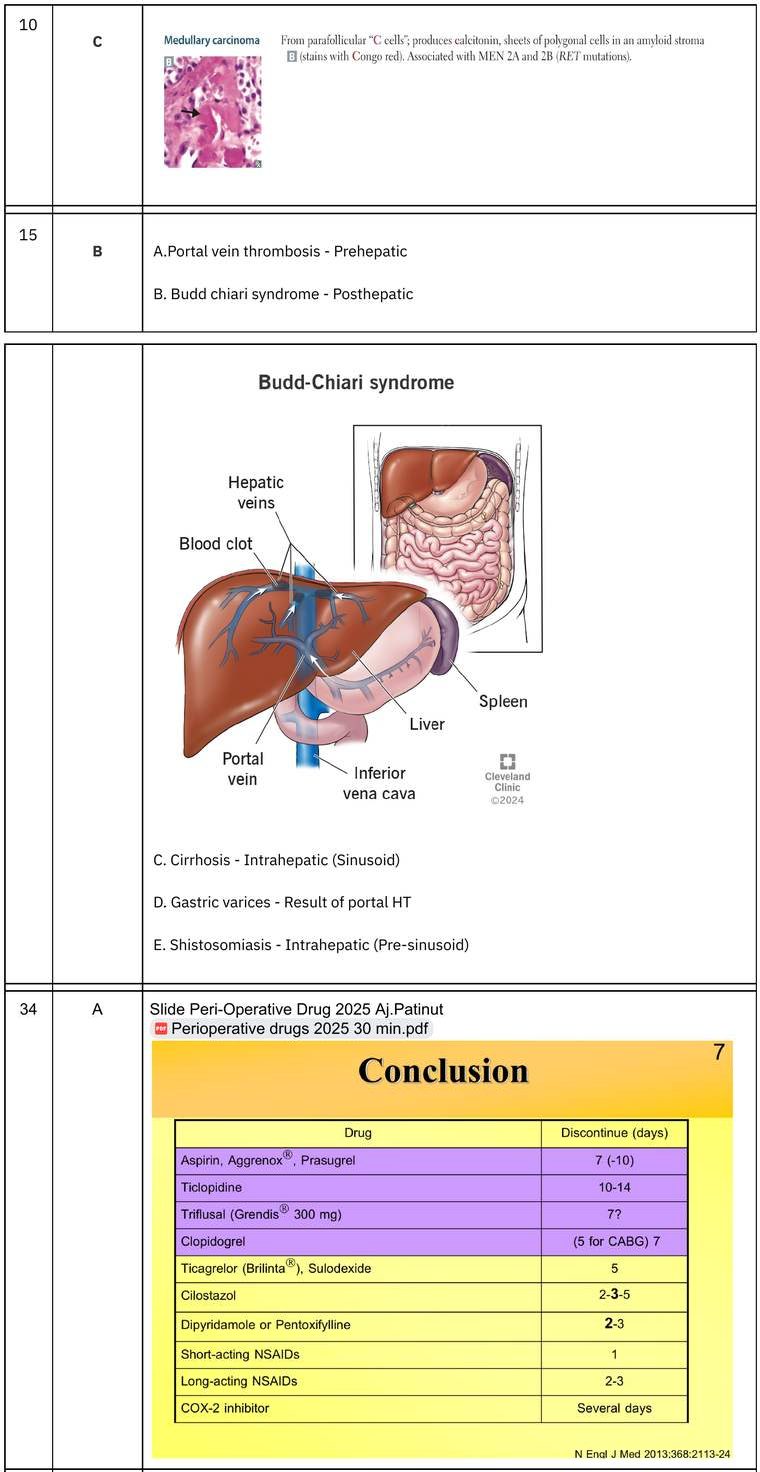 10
C
Medullary carcinoma
From parafollicular “C cells”; produces calcitonin, sheets of polygonal cells in an amyloid stroma
B (stains with Congo red). Associated with MEN 2A and 2B (RET mutations).
B
15
B
A.Portal vein thrombosis - Prehepatic
B. Budd chiari syndrome - Posthepatic
Budd-Chiari syndrome
Hepatic
veins
Blood clot
Spleen
Liver
Portal
vein
Inferior
vena cava
Cleveland
Clinic
©2024
C. Cirrhosis - Intrahepatic (Sinusoid)
D. Gastric varices - Result of portal HT
E. Shistosomiasis - Intrahepatic (Pre-sinusoid)
34
A
Slide Peri-Operative Drug 2025 Aj.Patinut
PDF Perioperative drugs 2025 30 min.pdf
7
Conclusion
Drug Discontinue (days)
Aspirin, Aggrenox®, Prasugrel 7 (-10)
Ticlopidine 10-14
Triflusal (Grendis® 300 mg) 7?
Clopidogrel (5 for CABG) 7
Ticagrelor (Brilinta®), Sulodexide 5
Cilostazol 2-3-5
Dipyridamole or Pentoxifylline 2-3
Short-acting NSAIDs 1
Long-acting NSAIDs 2-3
COX-2 inhibitor Several days
N Engl J Med 2013;368:2113-24